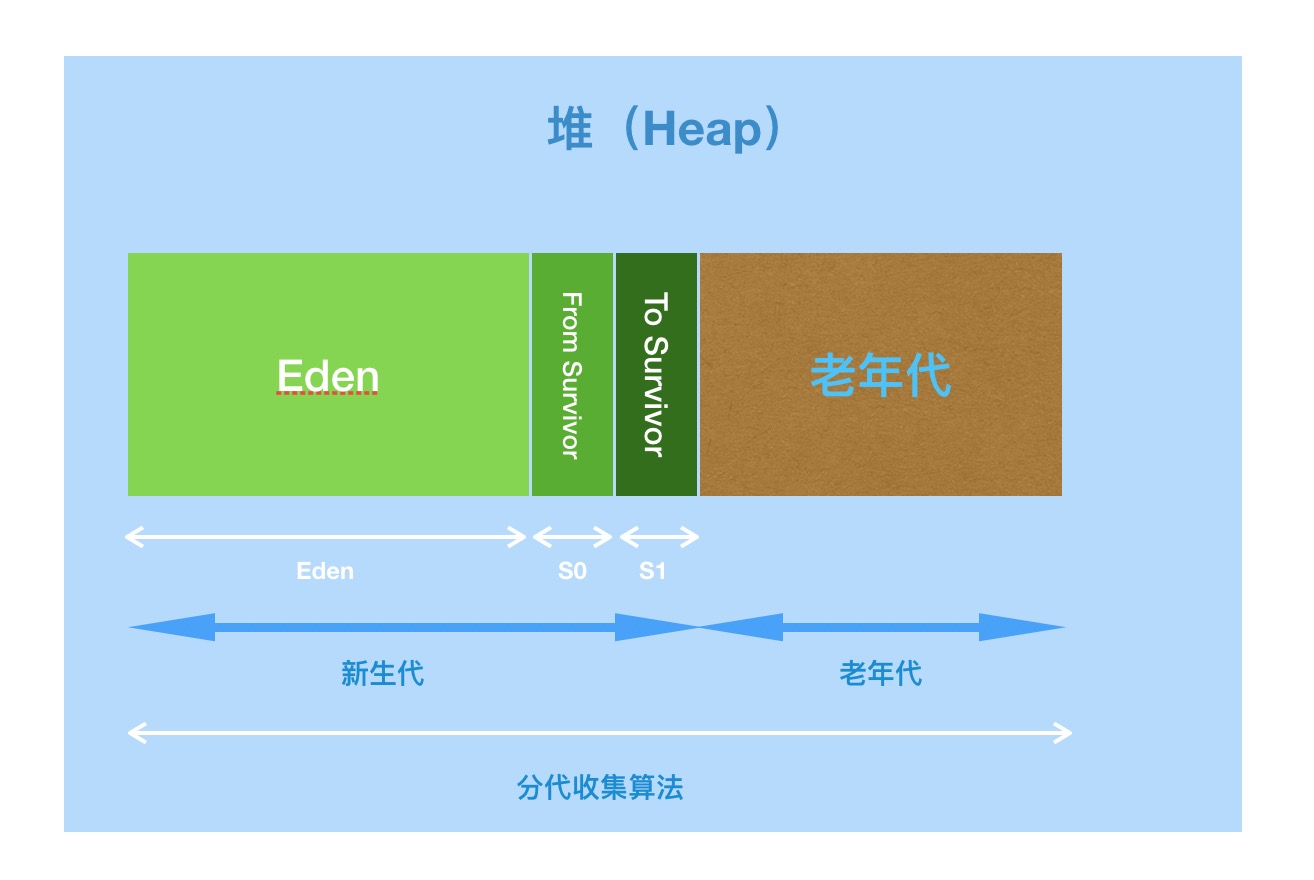 堆（Heap）
Eden
From Survivor
To Survivor
老年代
Eden
S0
S1
新生代
老年代
分代收集算法